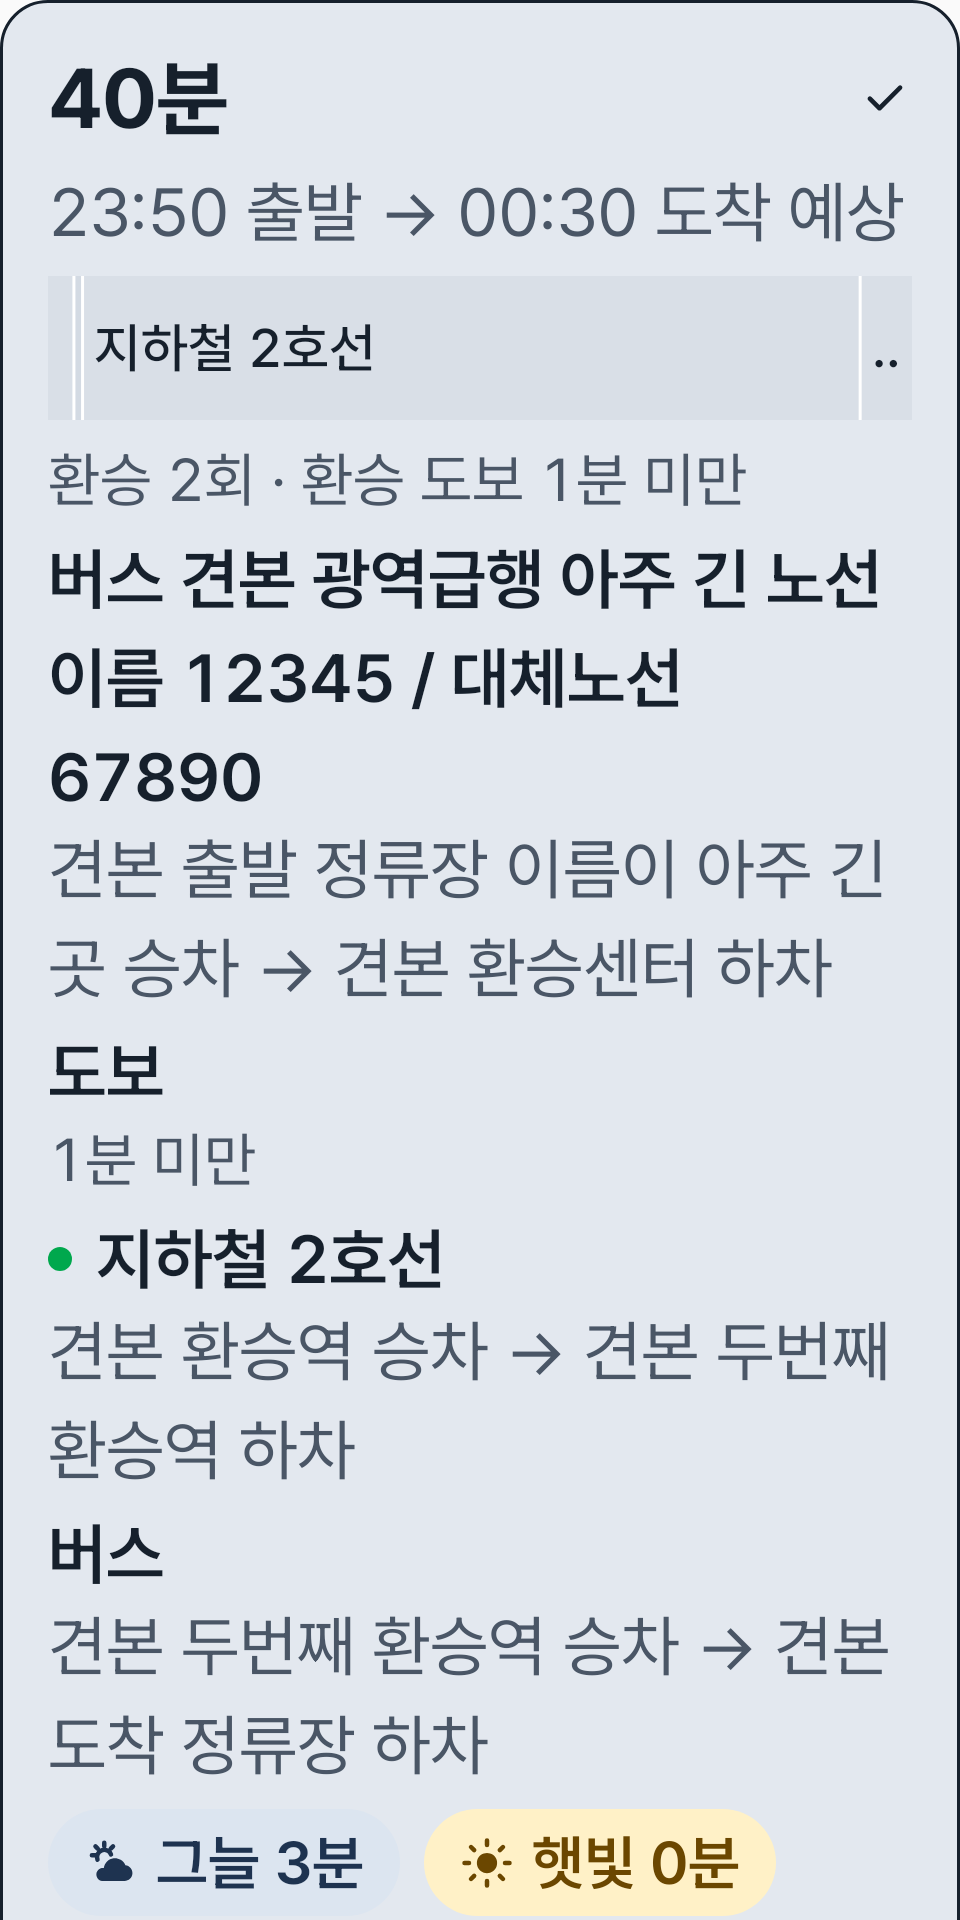 40분
23:50 출발 → 00:30 도착 예상
지하철 2호선
..
환승 2회 · 환승 도보 1분 미만
버스 견본 광역급행 아주 긴 노선
이름 12345 / 대체노선
67890
견본 출발 정류장 이름이 아주 긴
곳 승차 → 견본 환승센터 하차
도보
1분 미만
지하철 2호선
견본 환승역 승차 → 견본 두번째
환승역 하차
버스
견본 두번째 환승역 승차 → 견본
도착 정류장 하차
그늘 3분
햇빛 0분